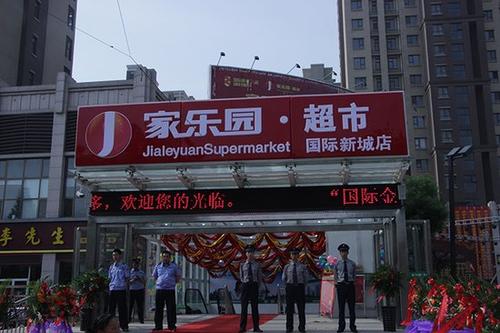 家乐园·超市
JialeyuanSupermarket
国际新城店
客，欢迎您的光临。 “国际金
李先生